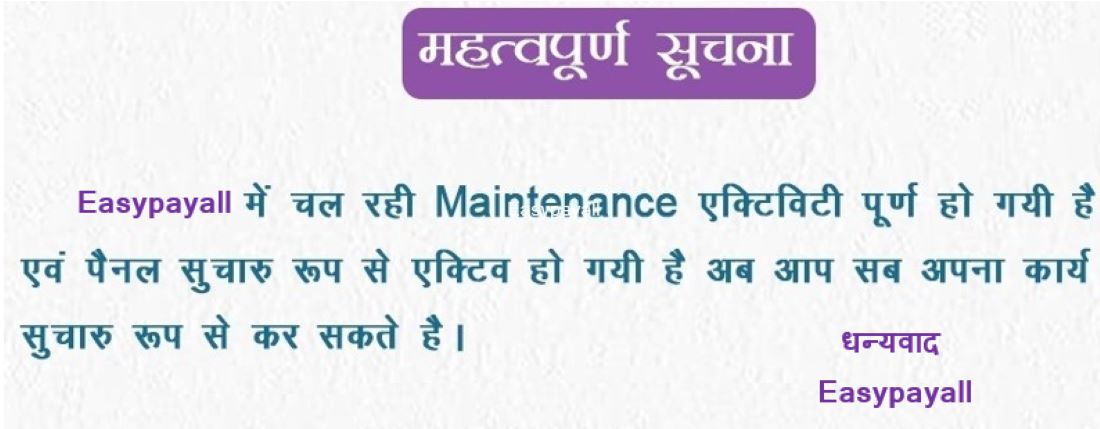 महत्वपूर्ण सूचना
Easypayall में चल रही Maintenance एक्टिविटी पूर्ण हो गयी है
एवं पैनल सुचारु रूप से एक्टिव हो गयी है अब आप सब अपना कार्य
सुचारु रूप से कर सकते है।
धन्यवाद
Easypayall